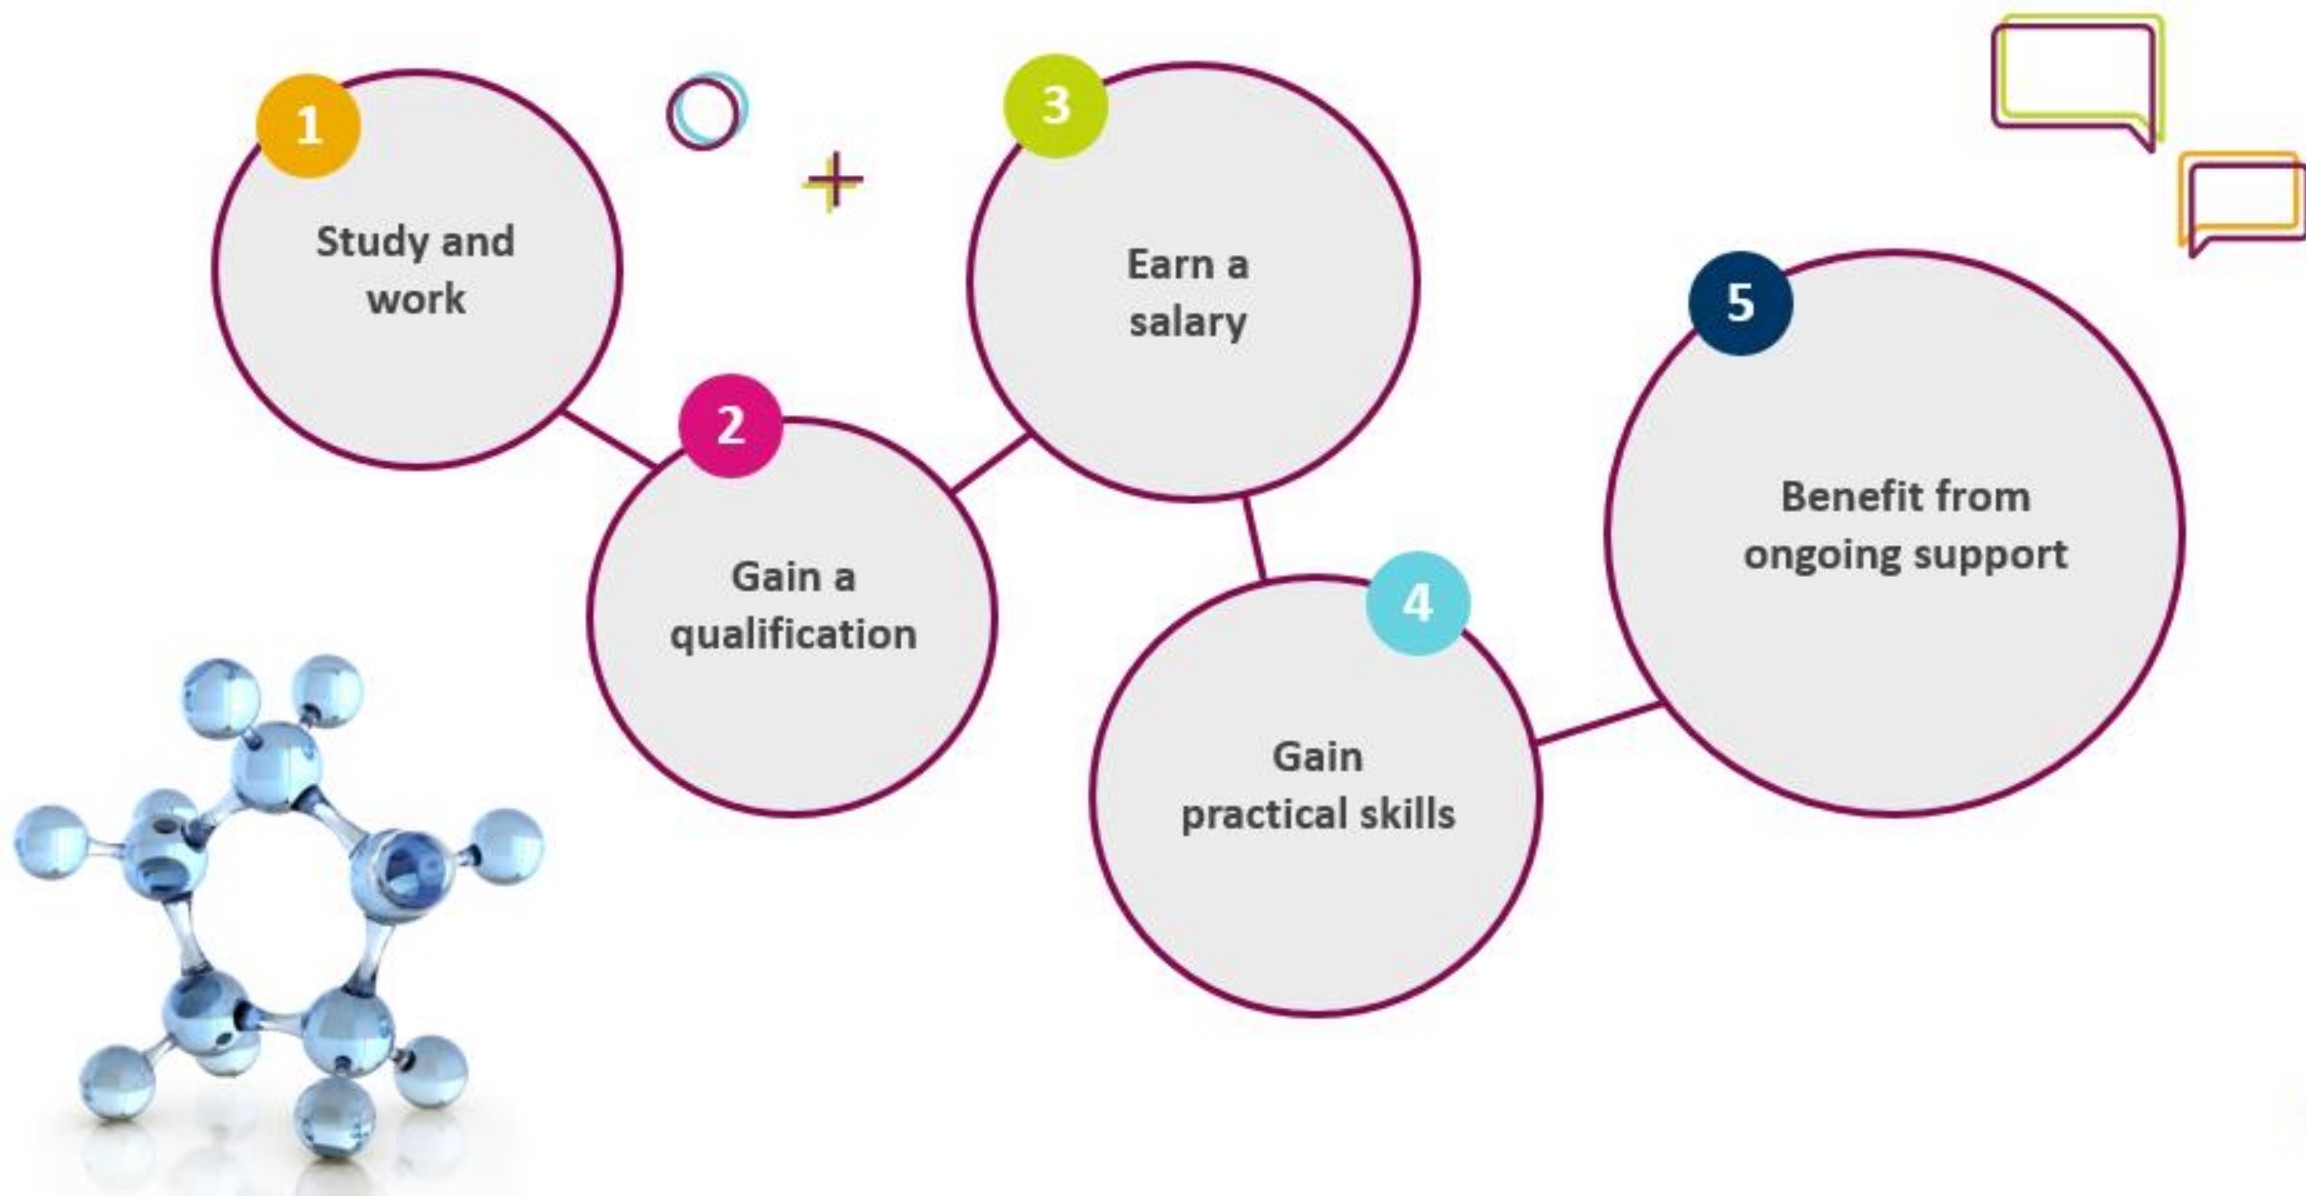 1
Study and
work
2
Gain a
qualification
3
Earn a
salary
4
Gain
practical skills
5
Benefit from
ongoing support